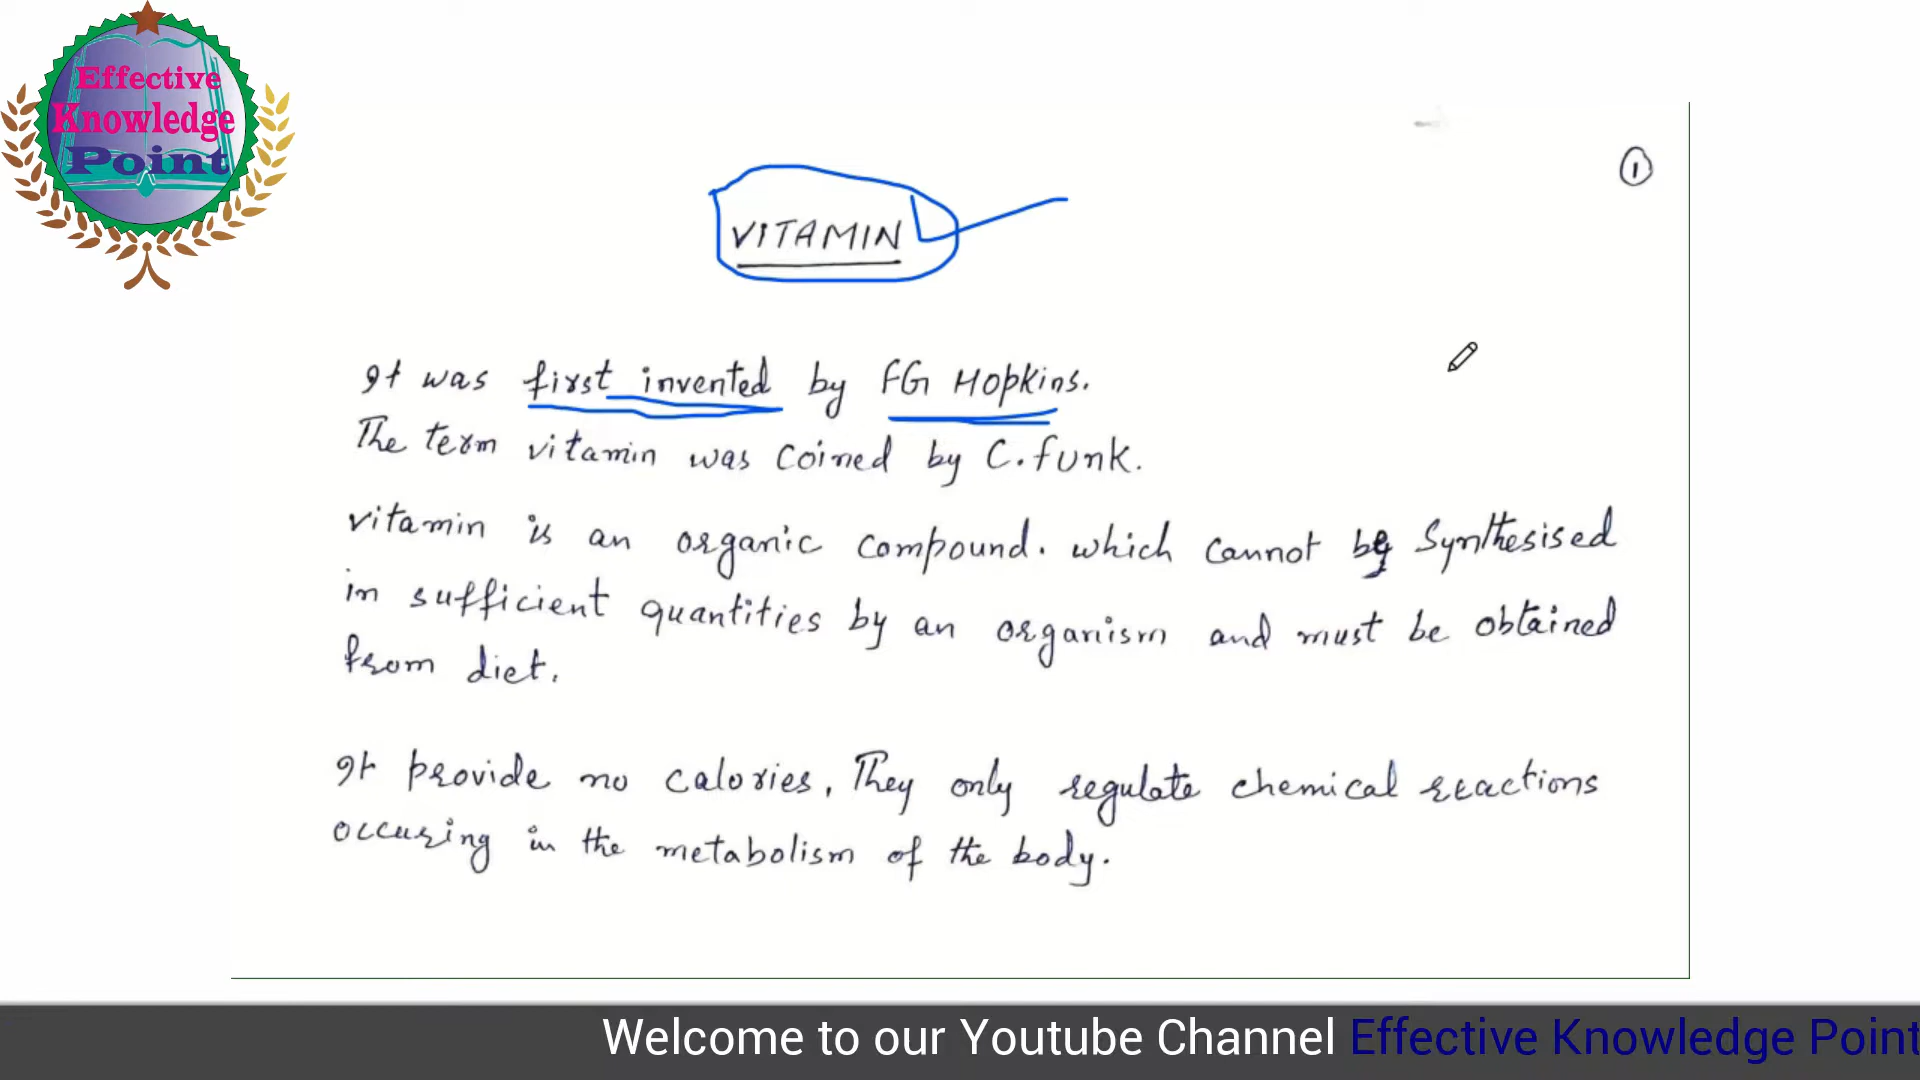 Effective
Knowledge
Point
1
VITAMIN
It was first invented by FG Hopkins.
The term vitamin was coined by C. funk.
vitamin is an organic compound. which cannot be synthesised
in sufficient quantities by an organism and must be obtained
from diet.
It provide no calories, They only regulate chemical reactions
occuring in the metabolism of the body.
Welcome to our Youtube Channel Effective Knowledge Point